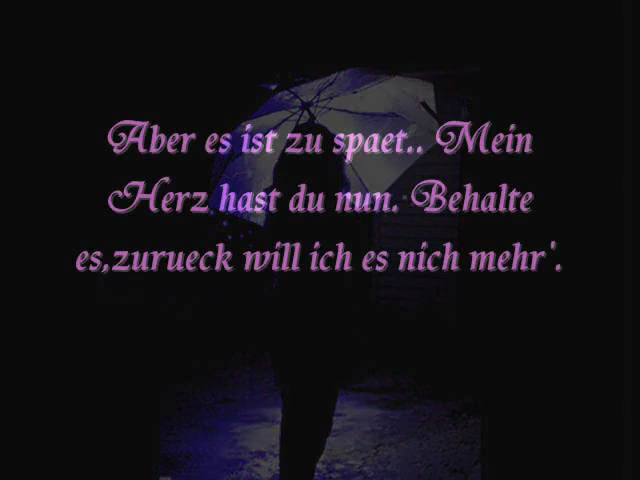 Aber es ist zu spaet.. Mein
Herz hast du nun. Behalte
es,zurueck will ich es nich mehr'.